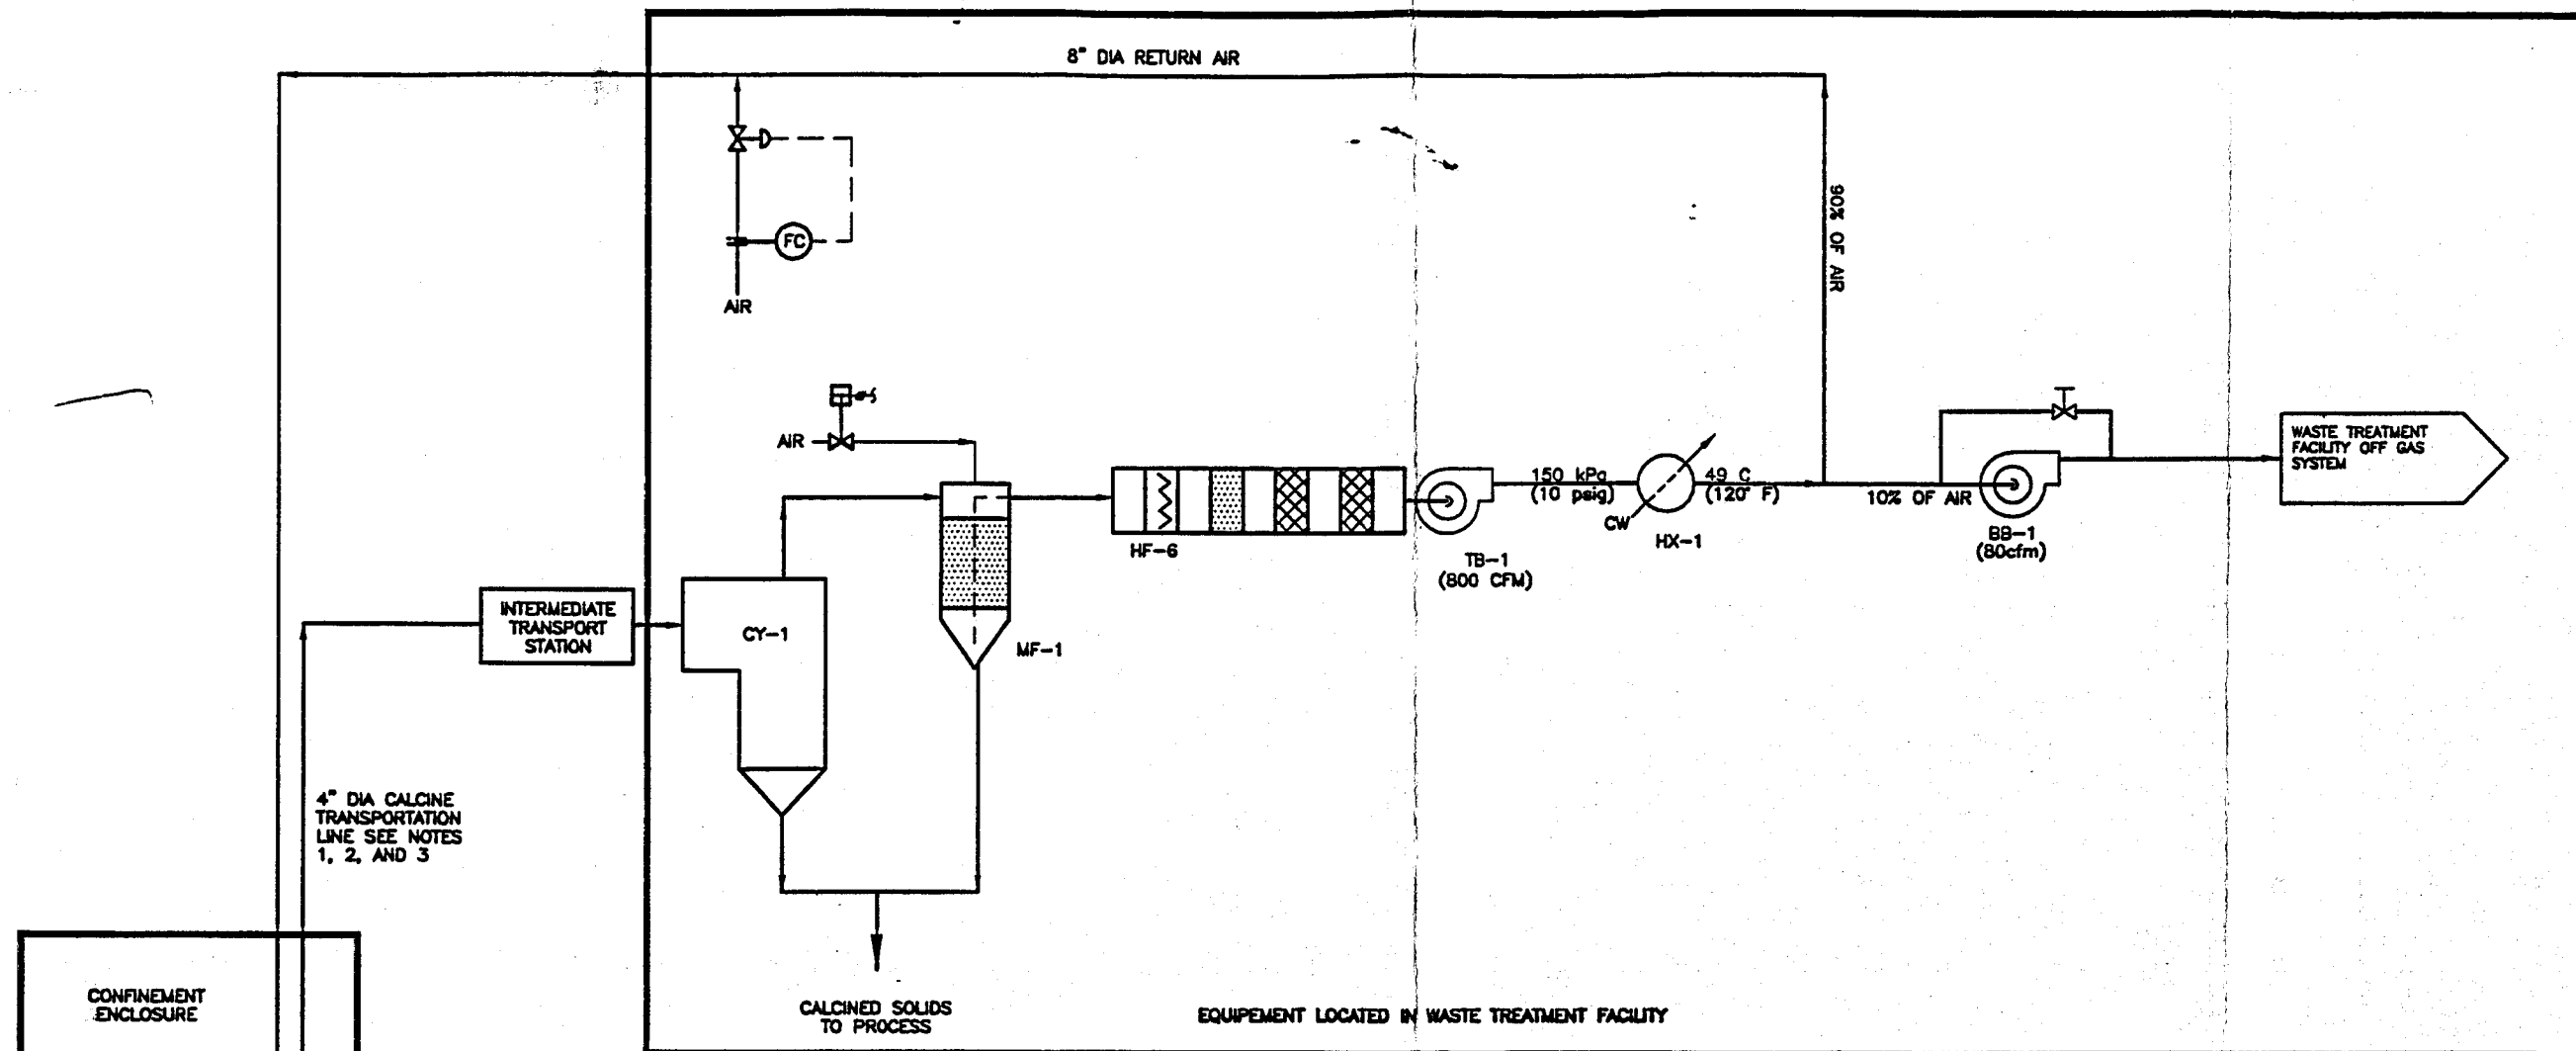 8" DIA RETURN AIR
90% OF AIR
FC
AIR
AIR
WASTE TREATMENT
FACILITY OFF GAS
SYSTEM
150 kPa
(10 psig)
49 C
(120° F)
CW
HX-1
10% OF AIR
BB-1
(80cfm)
HF-6
TB-1
(800 CFM)
INTERMEDIATE
TRANSPORT
STATION
CY-1
MF-1
4" DIA CALCINE
TRANSPORTATION
LINE SEE NOTES
1, 2, AND 3
CONFINEMENT
ENCLOSURE
CALCINED SOLIDS
TO PROCESS
EQUIPEMENT LOCATED IN WASTE TREATMENT FACILITY